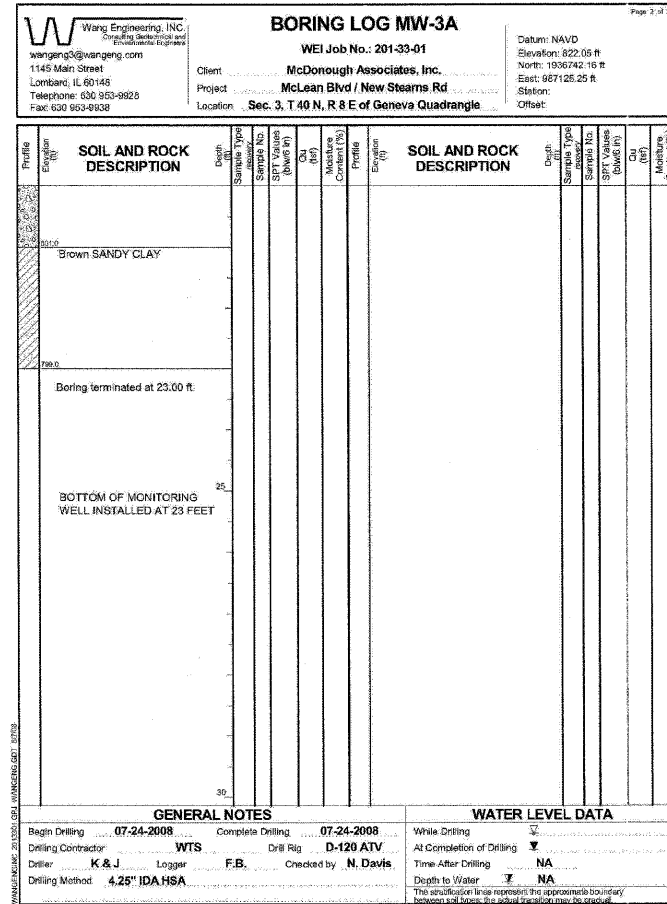 Page 2 of 2
Wang Engineering, INC.
Consulting Geotechnical and
Environmental Engineers
wangeng3@wangeng.com
1145 Main Street
Lombard, IL 60148
Telephone: 630 953-9928
Fax: 630 953-9938
BORING LOG MW-3A
WEI Job No.: 201-33-01
Client McDonough Associates, Inc.
Project McLean Blvd / New Stearns Rd
Location Sec. 3, T 40 N, R 8 E of Geneva Quadrangle
Datum: NAVD
Elevation: 822.05 ft
North: 1936742.16 ft
East: 987126.25 ft
Station:
Offset:
Profile Elevation (ft) SOIL AND ROCK DESCRIPTION Depth (ft) Sample Type recovery Sample No. SPT Values (blw/6 in) Qu (tsf) Moisture Content (%)
Profile Elevation (ft) SOIL AND ROCK DESCRIPTION Depth (ft) Sample Type recovery Sample No. SPT Values (blw/6 in) Qu (tsf) Moisture
801.0
Brown SANDY CLAY
799.0
Boring terminated at 23.00 ft
25
BOTTOM OF MONITORING
WELL INSTALLED AT 23 FEET
30
GENERAL NOTES
Begin Drilling 07-24-2008 Complete Drilling 07-24-2008
Drilling Contractor WTS Drill Rig D-120 ATV
Driller K & J Logger F.B. Checked by N. Davis
Drilling Method 4.25" IDA HSA
WATER LEVEL DATA
While Drilling
At Completion of Drilling
Time After Drilling NA
Depth to Water NA
The stratification lines represent the approximate boundary
between soil types; the actual transition may be gradual.